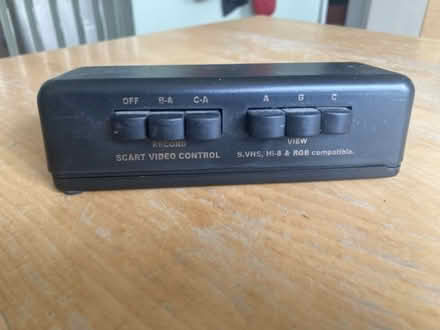 OFF B-A C-A A B C
RECORD VIEW
SCART VIDEO CONTROL S.VHS, Hi-8 & RGB compatible.